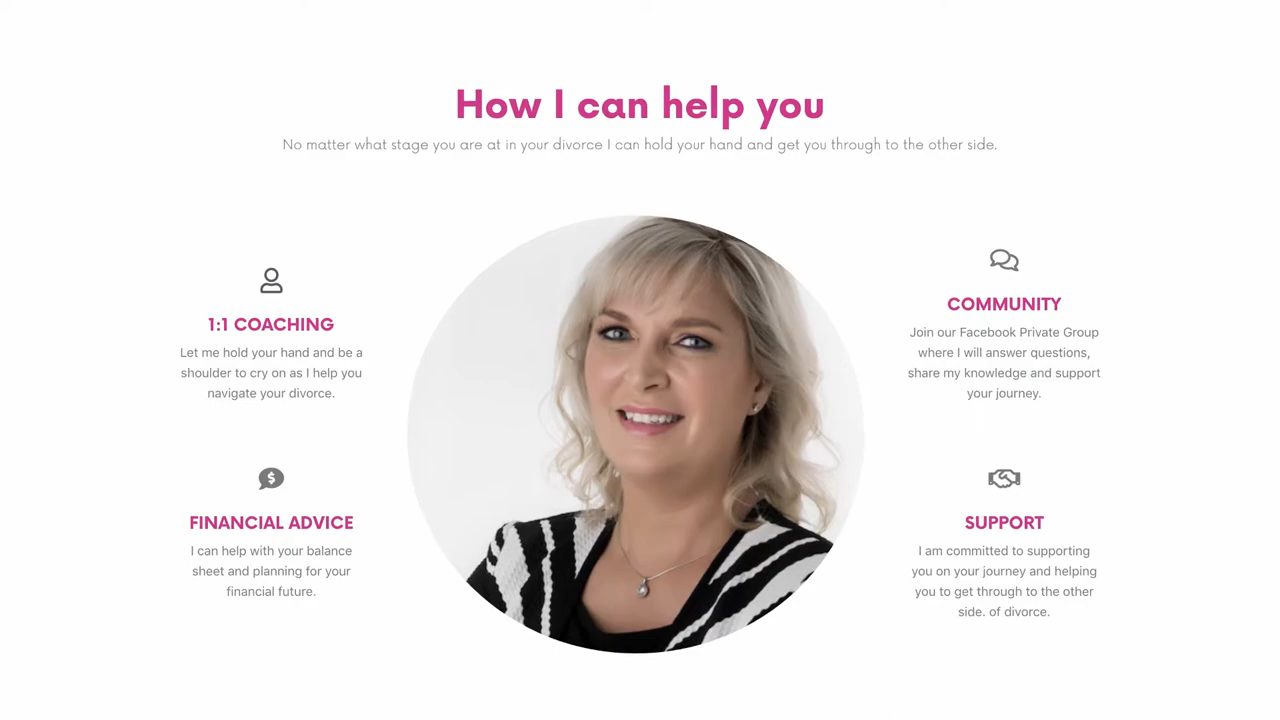 How I can help you
No matter what stage you are at in your divorce I can hold your hand and get you through to the other side.
1:1 COACHING
Let me hold your hand and be a
shoulder to cry on as I help you
navigate your divorce.
FINANCIAL ADVICE
I can help with your balance
sheet and planning for your
financial future.
COMMUNITY
Join our Facebook Private Group
where I will answer questions,
share my knowledge and support
your journey.
SUPPORT
I am committed to supporting
you on your journey and helping
you to get through to the other
side. of divorce.